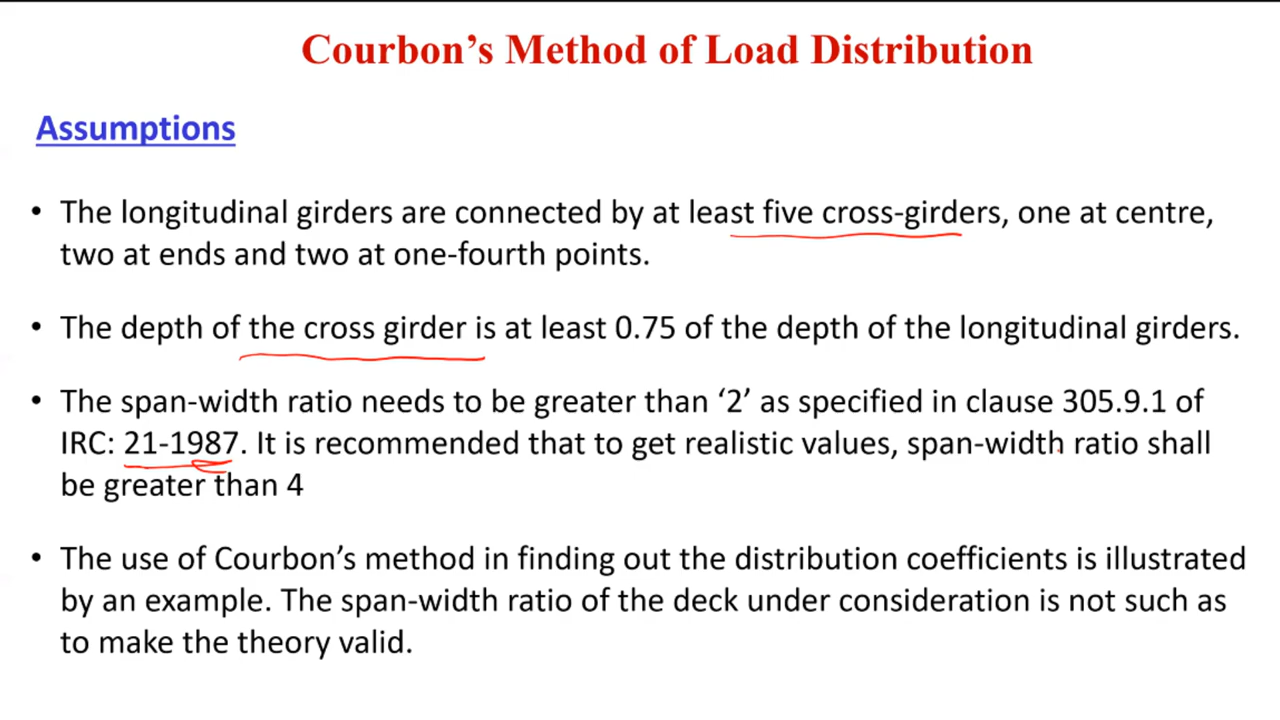 Courbon’s Method of Load Distribution
Assumptions
• The longitudinal girders are connected by at least five cross-girders, one at centre,
two at ends and two at one-fourth points.
• The depth of the cross girder is at least 0.75 of the depth of the longitudinal girders.
• The span-width ratio needs to be greater than ‘2’ as specified in clause 305.9.1 of
IRC: 21-1987. It is recommended that to get realistic values, span-width ratio shall
be greater than 4
• The use of Courbon’s method in finding out the distribution coefficients is illustrated
by an example. The span-width ratio of the deck under consideration is not such as
to make the theory valid.